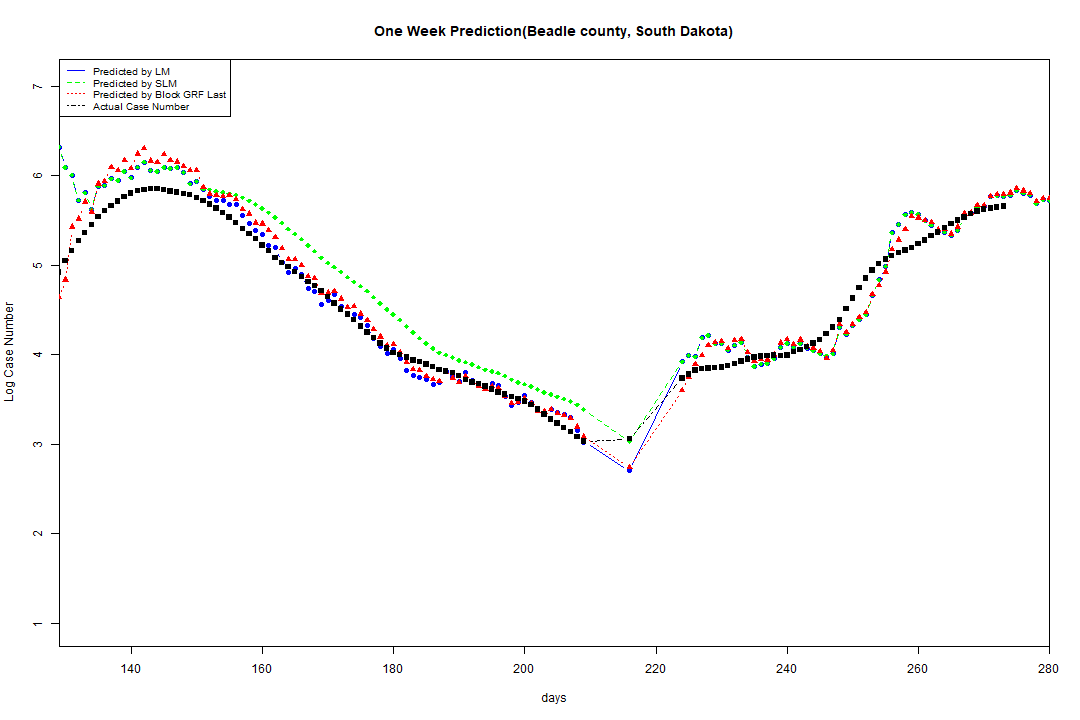 One Week Prediction(Beadle county, South Dakota)
Predicted by LM
Predicted by SLM
Predicted by Block GRF Last
Actual Case Number
Log Case Number
7
6
5
4
3
2
1
140 160 180 200 220 240 260 280
days